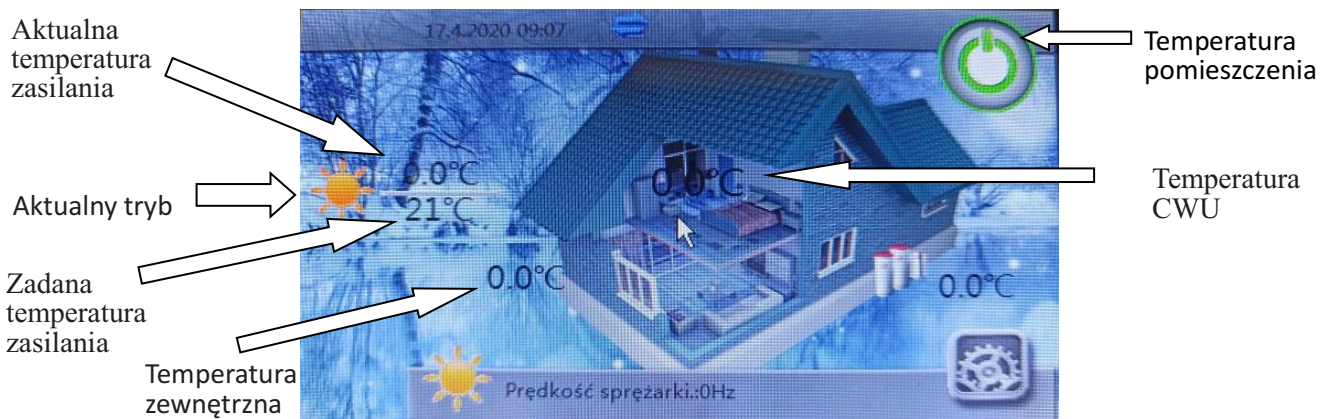 Aktualna
temperatura
zasilania
Aktualny tryb
Zadana
temperatura
zasilania
Temperatura
zewnętrzna
17.4.2020 09:07
0.0°C
21°C
0.0°C
0.0°C
0.0°C
Prędkość sprężarki.:0Hz
Temperatura
pomieszczenia
Temperatura
CWU